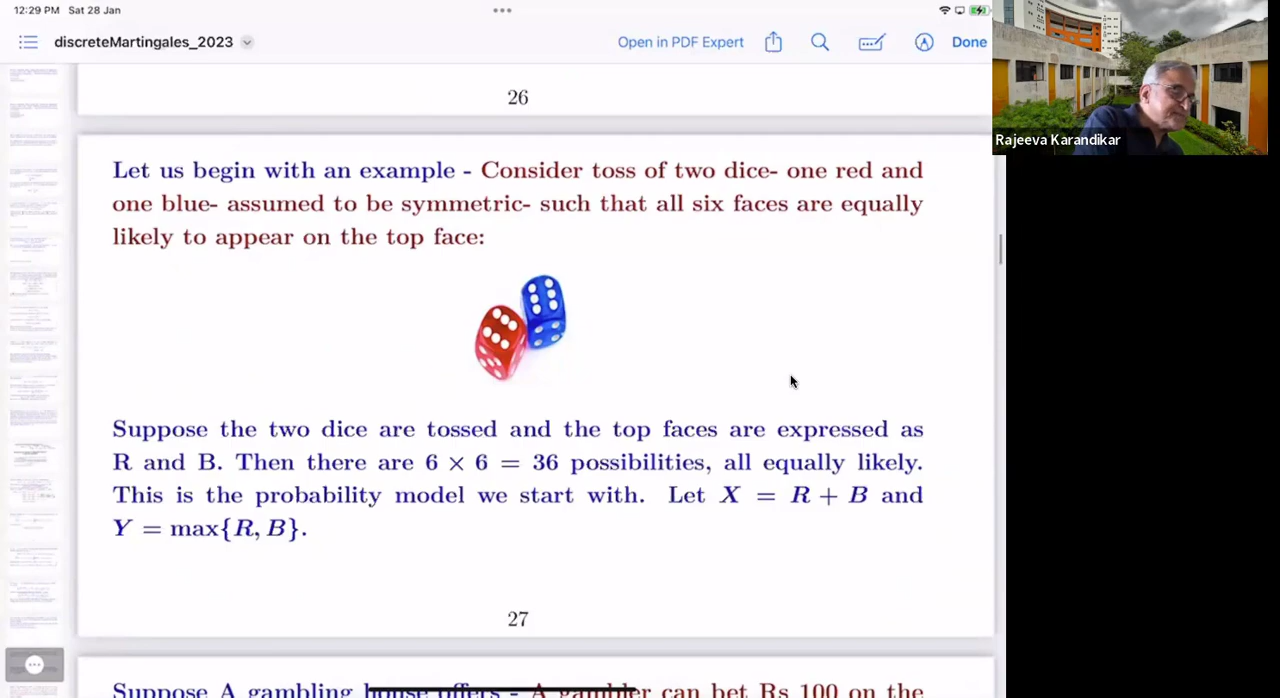 12:29 PM Sat 28 Jan
discreteMartingales_2023
Open in PDF Expert
Done
Rajeeva Karandikar
26
Let us begin with an example - Consider toss of two dice- one red and
one blue- assumed to be symmetric- such that all six faces are equally
likely to appear on the top face:
Suppose the two dice are tossed and the top faces are expressed as
R and B. Then there are 6 × 6 = 36 possibilities, all equally likely.
This is the probability model we start with. Let X = R + B and
Y = max{R, B}.
27
Suppose A gambling house offers - A gambler can bet Rs 100 on the